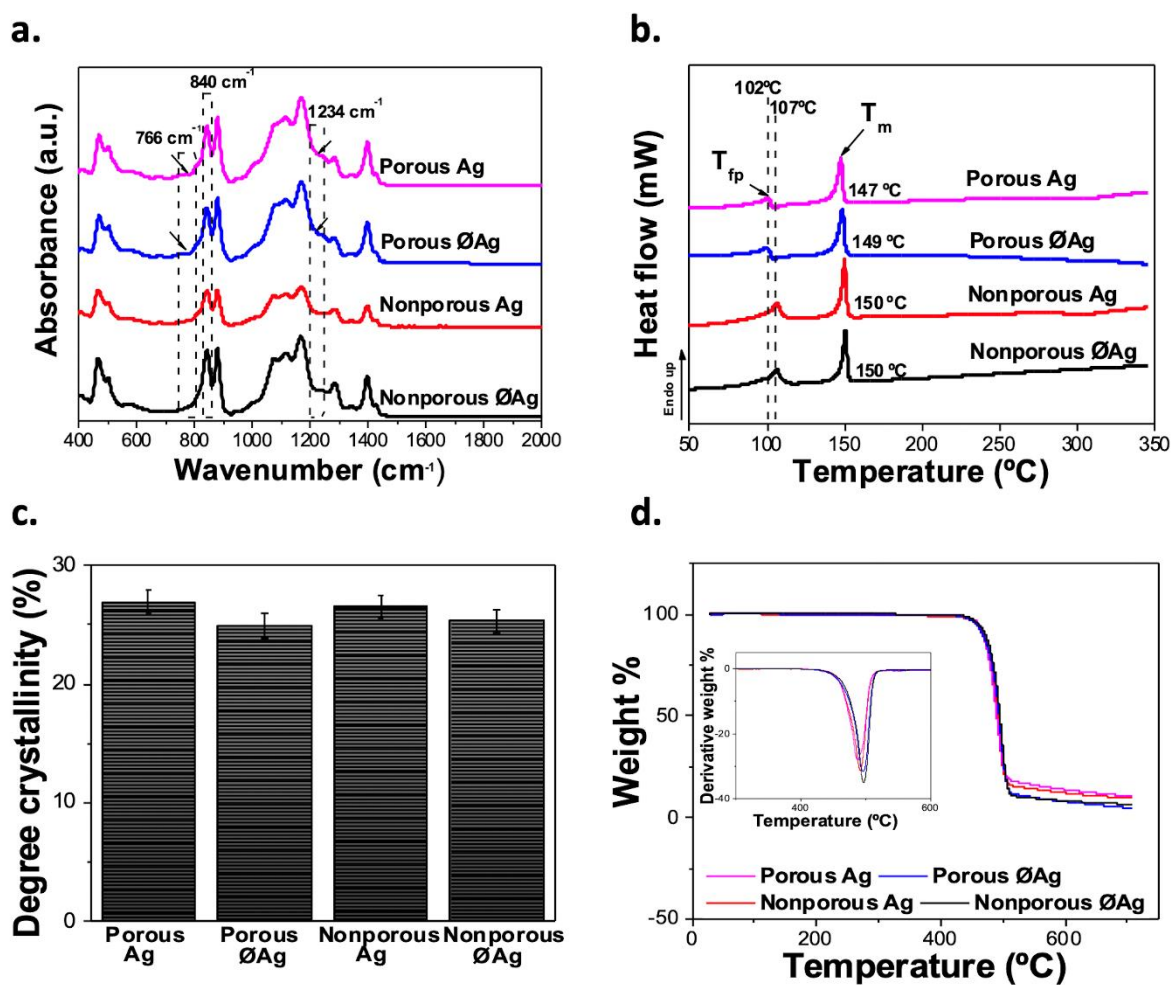 a.
840 cm-1
766 cm-1
1234 cm-1
Porous Ag
Porous ØAg
Nonporous Ag
Nonporous ØAg
Absorbance (a.u.)
400 600 800 1000 1200 1400 1600 1800 2000
Wavenumber (cm-1)
b.
102ºC
107ºC
Tm
Tfp
147 ºC
Porous Ag
149 ºC
Porous ØAg
150 ºC
Nonporous Ag
150 ºC
Nonporous ØAg
Heat flow (mW)
Endo up
50 100 150 200 250 300 350
Temperature (ºC)
c.
Degree crystallinity (%)
30
20
10
0
Porous
Ag
Porous
ØAg
Nonporous
Ag
Nonporous
ØAg
d.
Weight %
100
50
0
-50
Derivative weight %
0
-20
-40
400 600
Temperature (ºC)
Porous Ag
Porous ØAg
Nonporous Ag
Nonporous ØAg
0 200 400 600
Temperature (ºC)